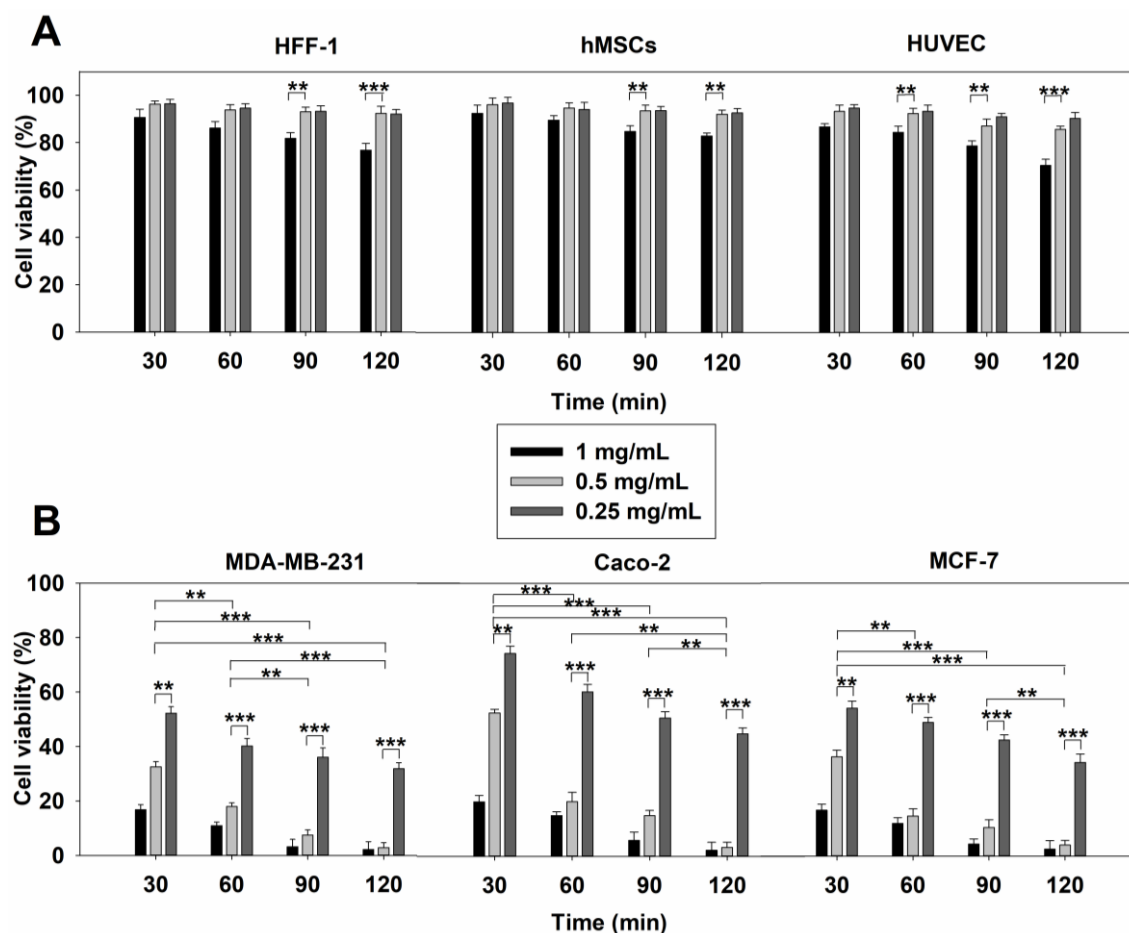 A
HFF-1 hMSCs HUVEC
** *** ** ** ** ** ***
100
80
60
40
20
0
Cell viability (%)
30 60 90 120 30 60 90 120 30 60 90 120
Time (min)
1 mg/mL
0.5 mg/mL
0.25 mg/mL
B
MDA-MB-231 Caco-2 MCF-7
100
80
60
40
20
0
Cell viability (%)
** *** *** *** ** ** *** *** ***
*** *** *** ** ** ** *** *** ***
** *** *** ** ** *** *** ***
30 60 90 120 30 60 90 120 30 60 90 120
Time (min)